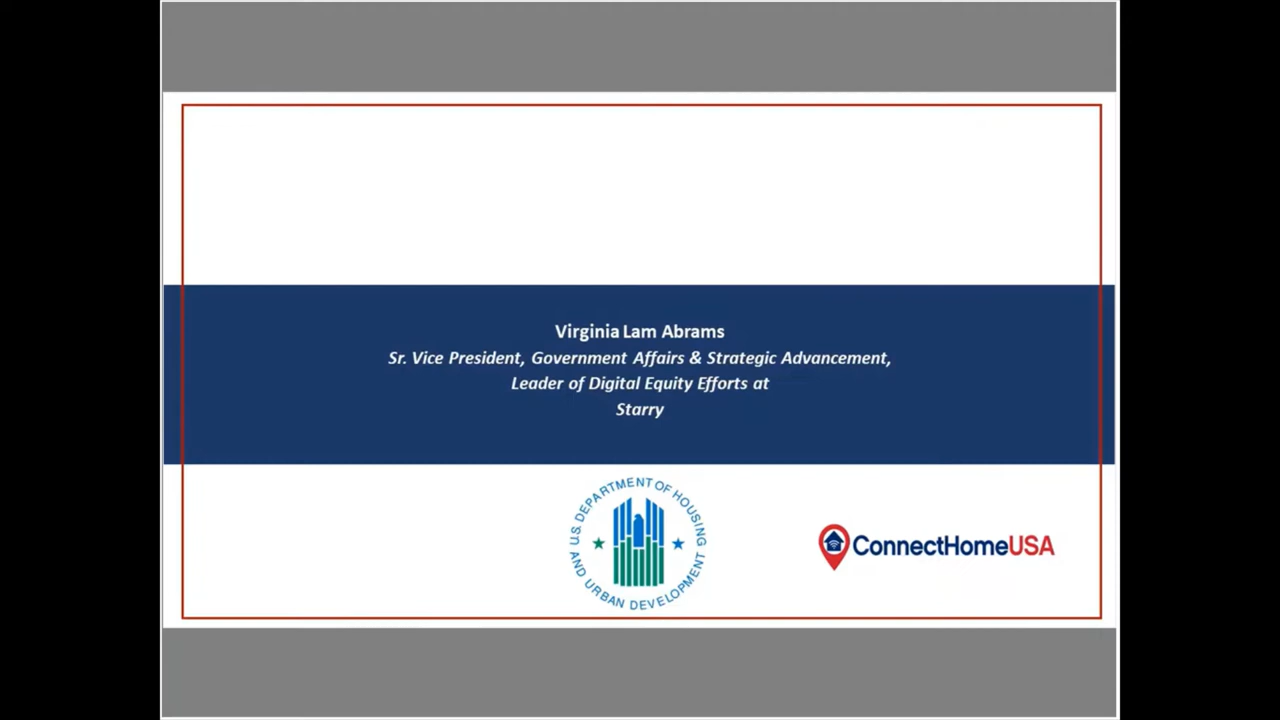 Virginia Lam Abrams
Sr. Vice President, Government Affairs & Strategic Advancement,
Leader of Digital Equity Efforts at
Starry
U.S. DEPARTMENT OF HOUSING
AND URBAN DEVELOPMENT
ConnectHomeUSA